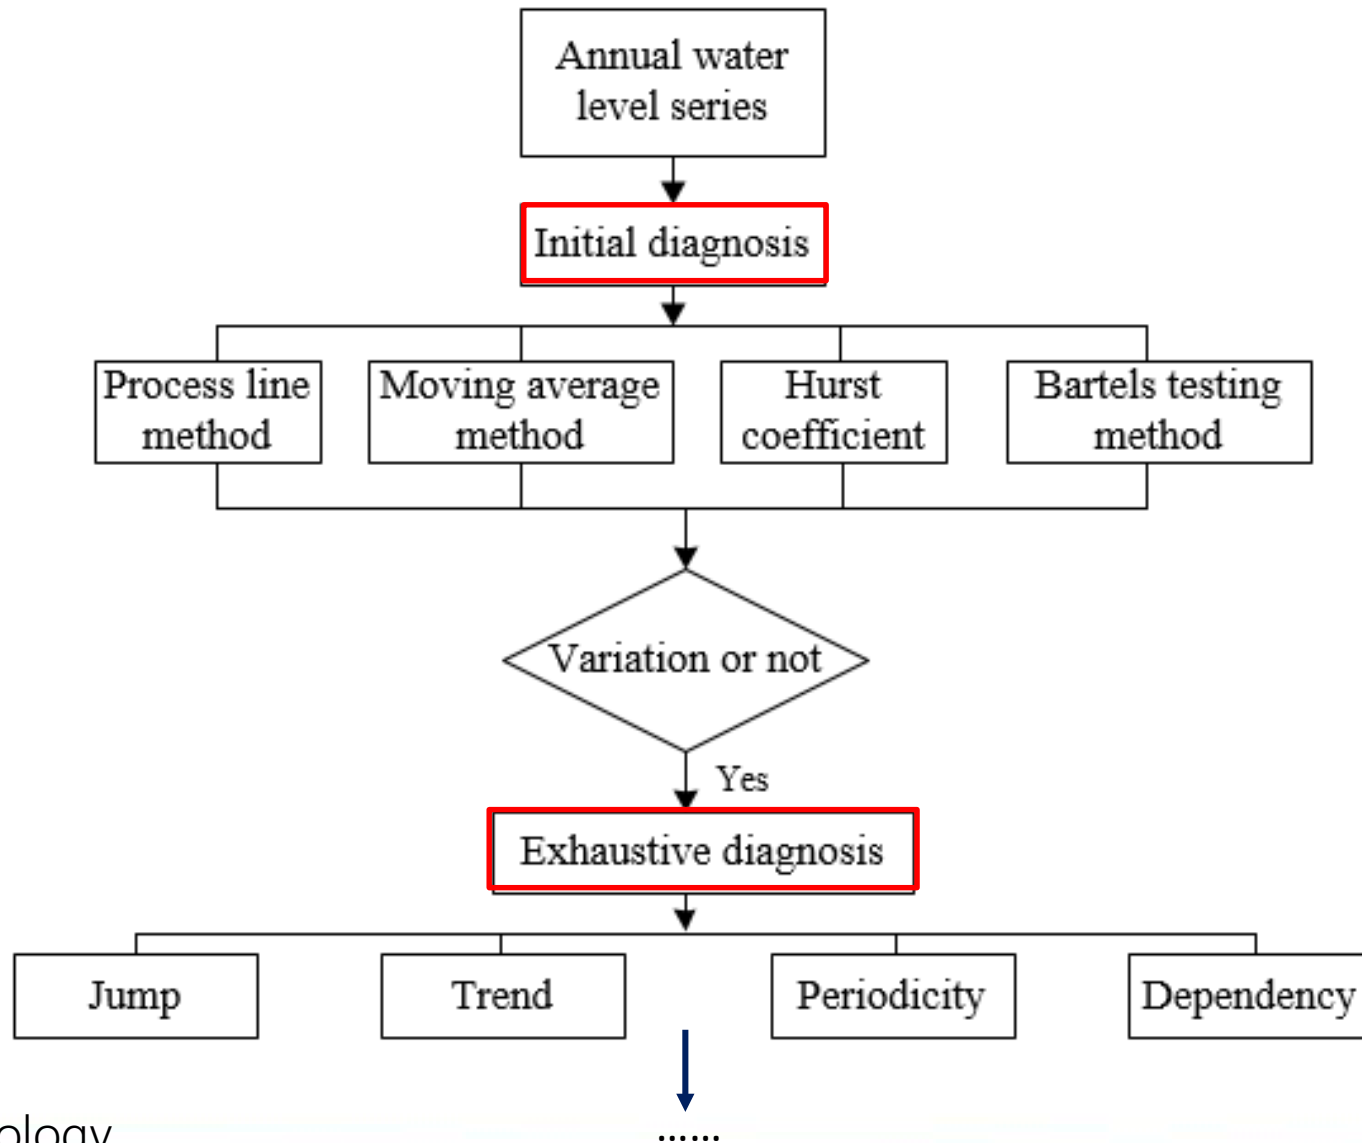 Annual water
level series
Initial diagnosis
Process line
method
Moving average
method
Hurst
coefficient
Bartels testing
method
Variation or not
Yes
Exhaustive diagnosis
Jump
Trend
Periodicity
Dependency
ology
......